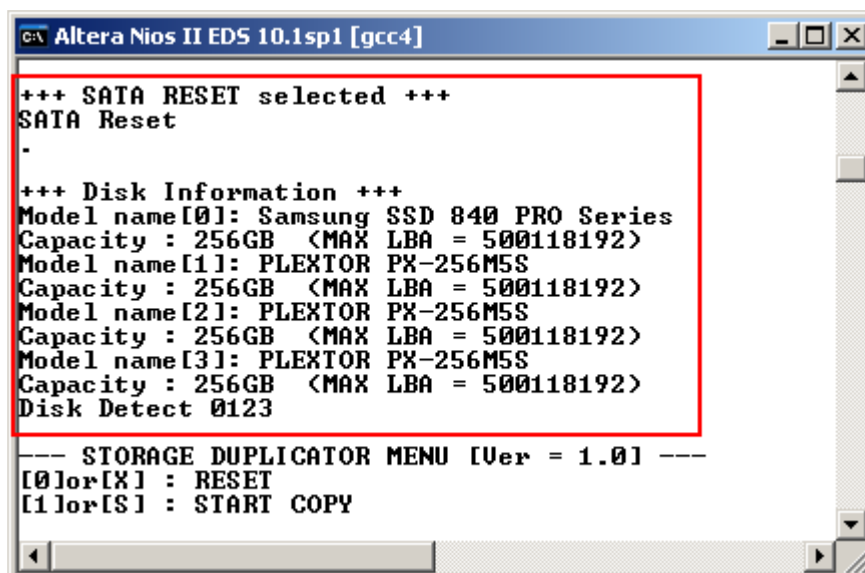 Altera Nios II EDS 10.1sp1 [gcc4]
+++ SATA RESET selected +++
SATA Reset
.
+++ Disk Information +++
Model name[0]: Samsung SSD 840 PRO Series
Capacity : 256GB  (MAX LBA = 500118192)
Model name[1]: PLEXTOR PX-256M5S
Capacity : 256GB  (MAX LBA = 500118192)
Model name[2]: PLEXTOR PX-256M5S
Capacity : 256GB  (MAX LBA = 500118192)
Model name[3]: PLEXTOR PX-256M5S
Capacity : 256GB  (MAX LBA = 500118192)
Disk Detect 0123
--- STORAGE DUPLICATOR MENU [Ver = 1.0] ---
[0]or[X] : RESET
[1]or[S] : START COPY